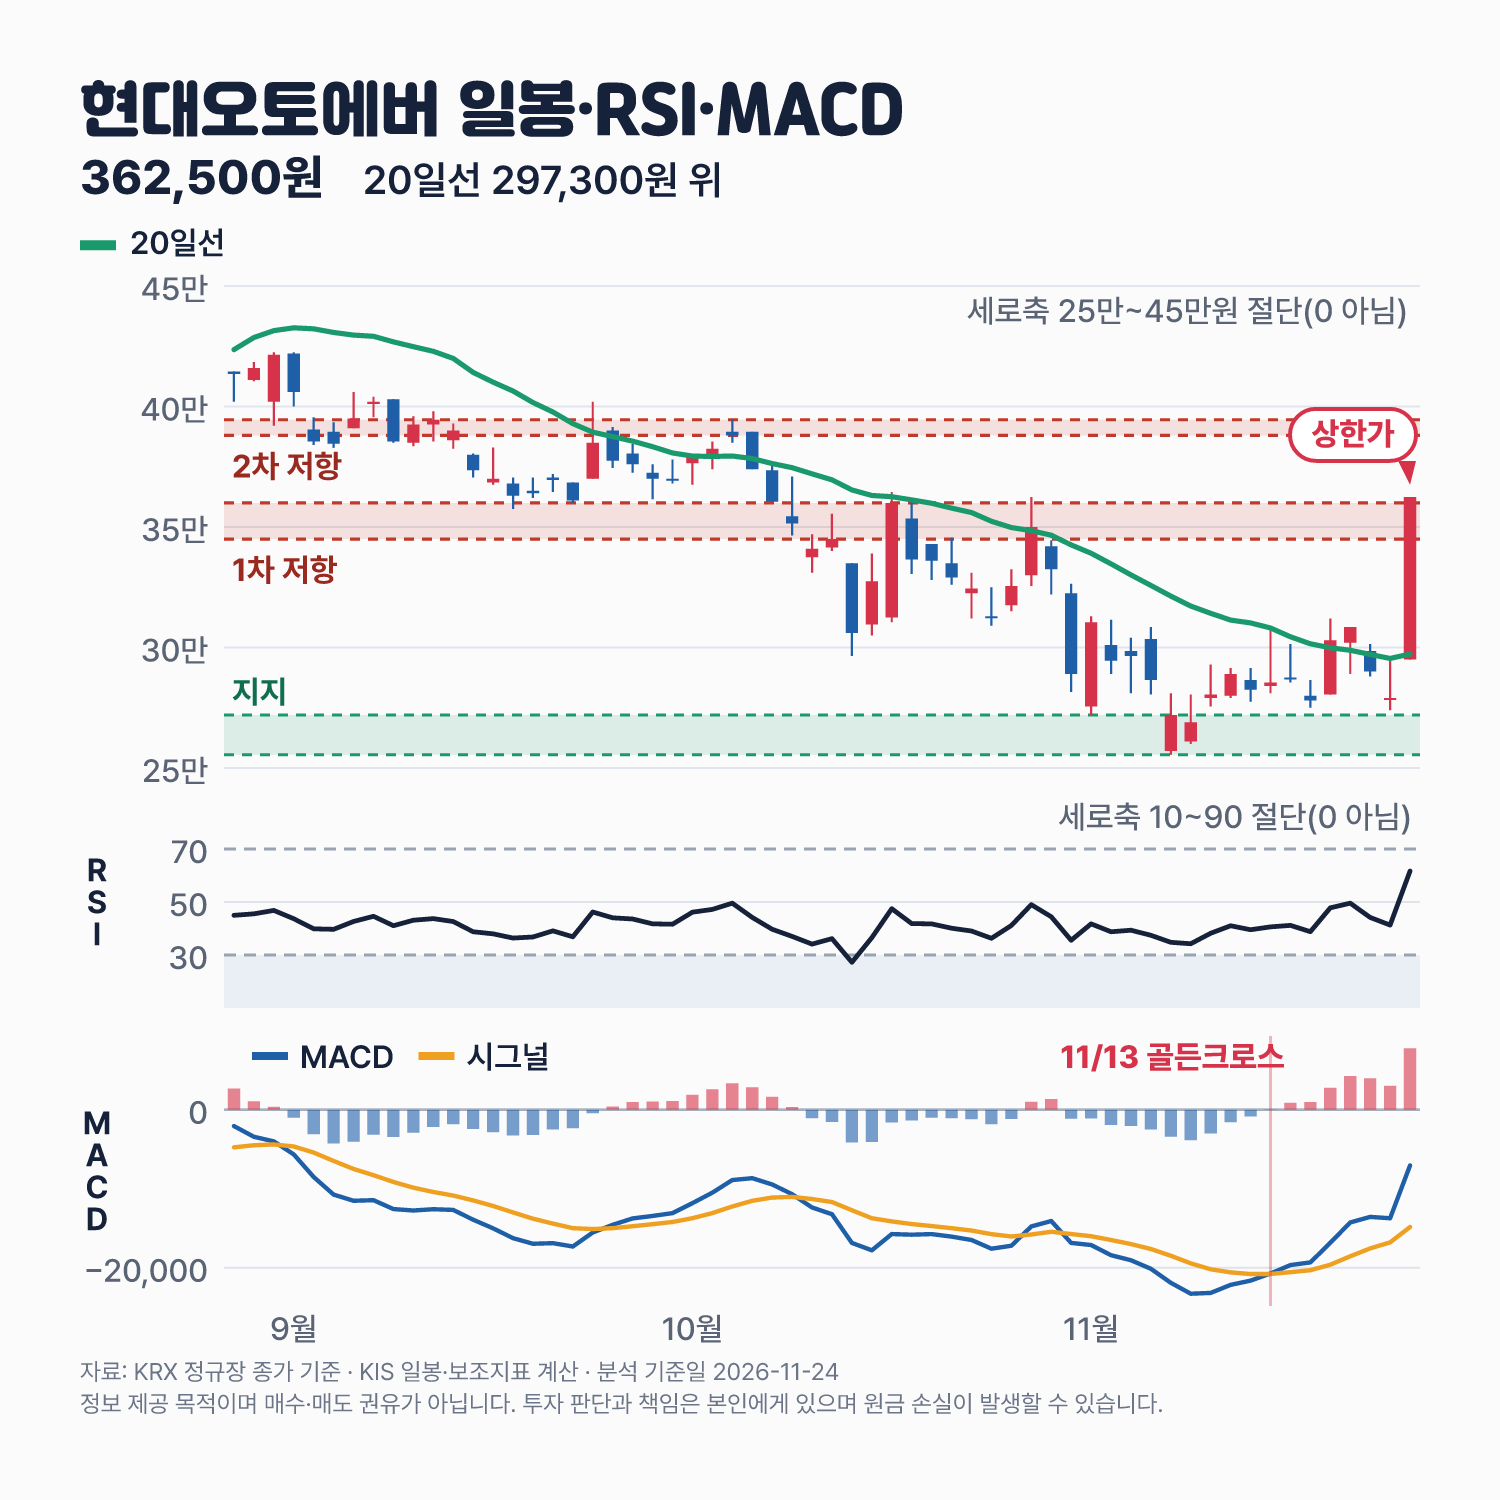 현대오토에버 일봉·RSI·MACD
362,500원 20일선 297,300원 위
20일선
45만
세로축 25만~45만원 절단(0 아님)
40만
상한가
2차 저항
35만
1차 저항
30만
지지
25만
세로축 10~90 절단(0 아님)
RSI
70
50
30
MACD 시그널
11/13 골든크로스
MACD
0
−20,000
9월 10월 11월
자료: KRX 정규장 종가 기준 · KIS 일봉·보조지표 계산 · 분석 기준일 2026-11-24
정보 제공 목적이며 매수·매도 권유가 아닙니다. 투자 판단과 책임은 본인에게 있으며 원금 손실이 발생할 수 있습니다.